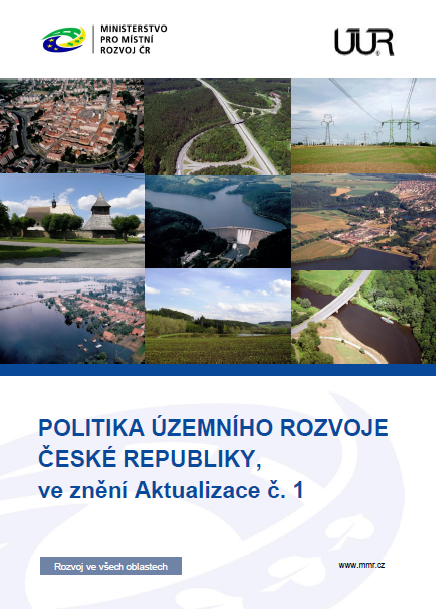 MINISTERSTVO
PRO MÍSTNÍ
ROZVOJ ČR
ÚÚR
®
POLITIKA ÚZEMNÍHO ROZVOJE
ČESKÉ REPUBLIKY,
ve znění Aktualizace č. 1
Rozvoj ve všech oblastech
www.mmr.cz